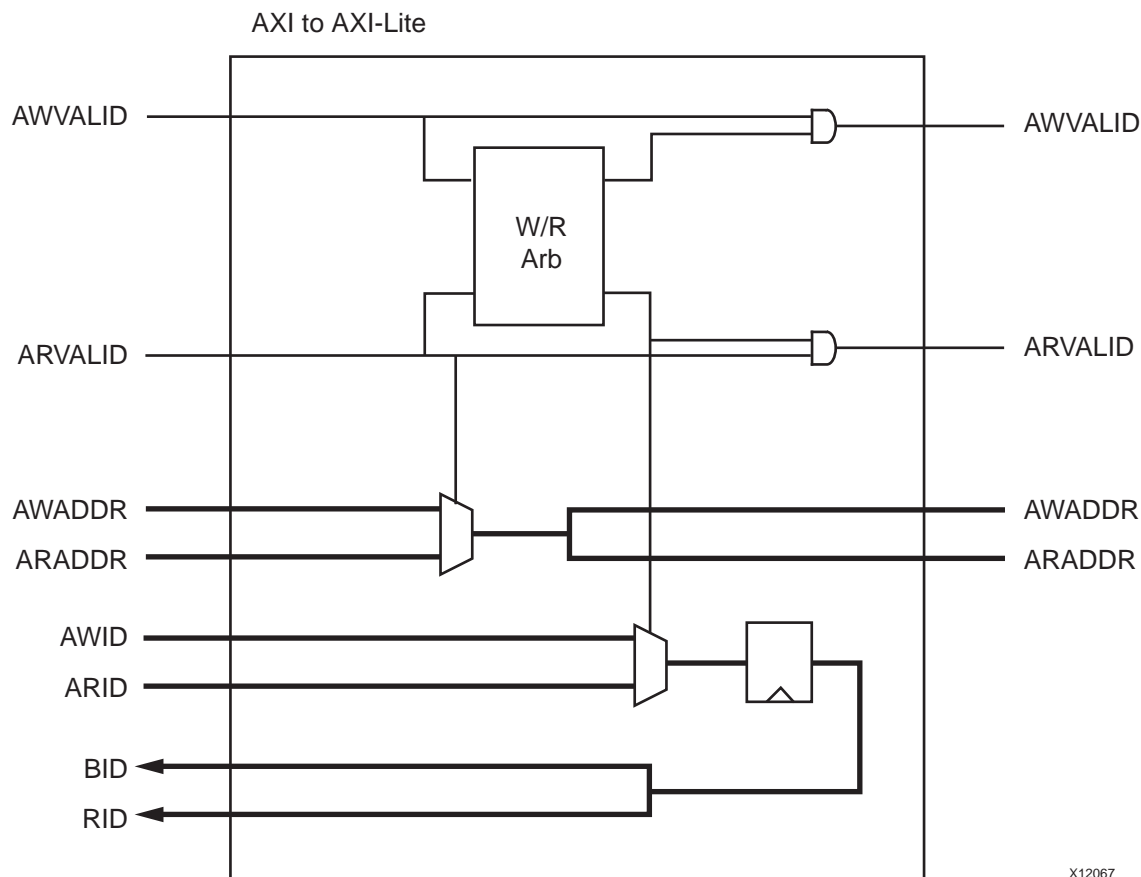 AXI to AXI-Lite
AWVALID
AWVALID
W/R
Arb
ARVALID
ARVALID
AWADDR
AWADDR
ARADDR
ARADDR
AWID
ARID
BID
RID
X12067